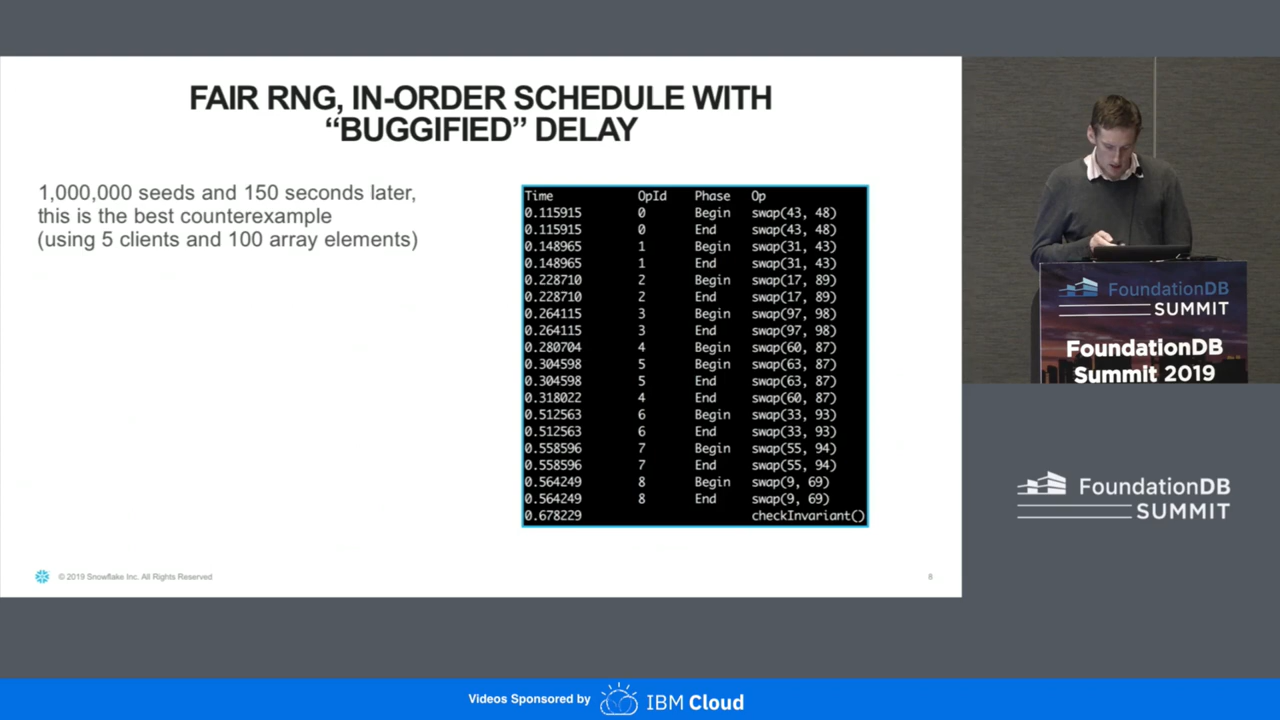 FAIR RNG, IN-ORDER SCHEDULE WITH
“BUGGIFIED” DELAY
1,000,000 seeds and 150 seconds later,
this is the best counterexample
(using 5 clients and 100 array elements)
Time OpId Phase Op
0.115915 0 Begin swap(43, 48)
0.115915 0 End swap(43, 48)
0.148965 1 Begin swap(31, 43)
0.148965 1 End swap(31, 43)
0.228710 2 Begin swap(17, 89)
0.228710 2 End swap(17, 89)
0.264115 3 Begin swap(97, 98)
0.264115 3 End swap(97, 98)
0.280704 4 Begin swap(60, 87)
0.304598 5 Begin swap(63, 87)
0.304598 5 End swap(63, 87)
0.318022 4 End swap(60, 87)
0.512563 6 Begin swap(33, 93)
0.512563 6 End swap(33, 93)
0.558596 7 Begin swap(55, 94)
0.558596 7 End swap(55, 94)
0.564249 8 Begin swap(9, 69)
0.564249 8 End swap(9, 69)
0.678229 checkInvariant()
© 2019 Snowflake Inc. All Rights Reserved
8
FoundationDB
SUMMIT
FoundationDB
Summit 2019
FoundationDB
SUMMIT
Videos Sponsored by IBM Cloud